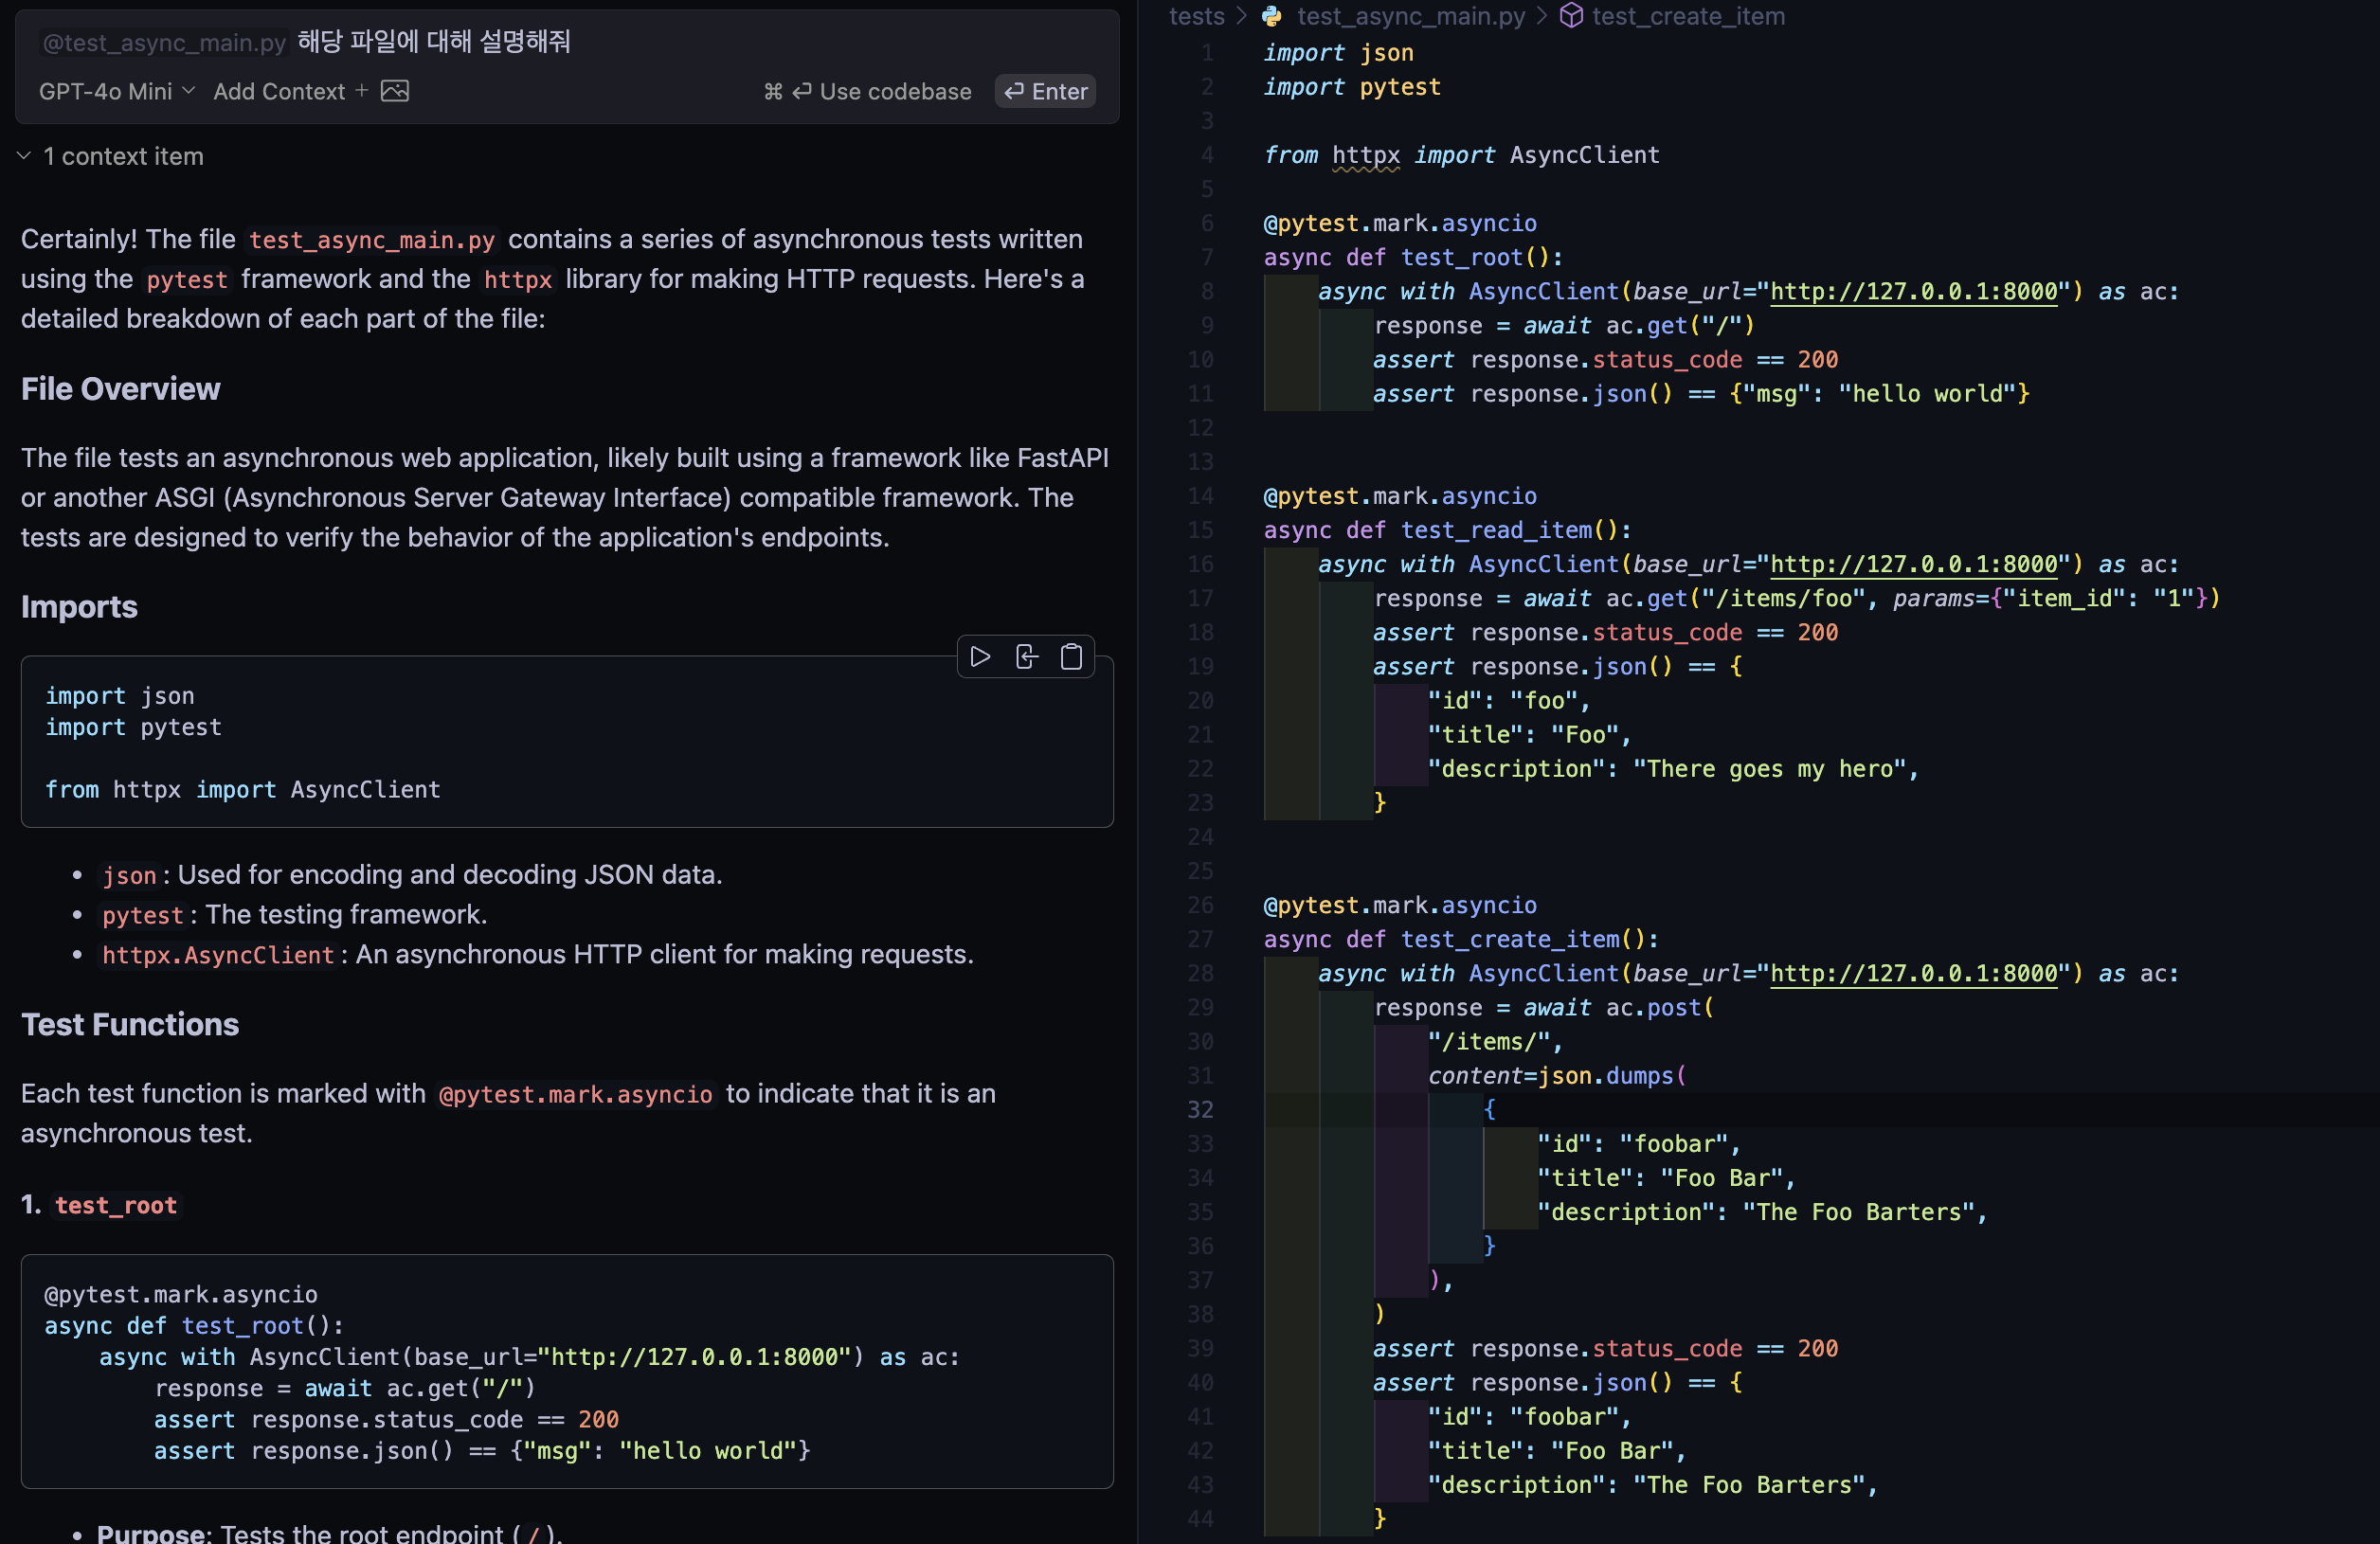 @test_async_main.py 해당 파일에 대해 설명해줘
GPT-4o Mini Add Context + ⌘ ⏎ Use codebase ⏎ Enter
1 context item
Certainly! The file test_async_main.py contains a series of asynchronous tests written
using the pytest framework and the httpx library for making HTTP requests. Here's a
detailed breakdown of each part of the file:
File Overview
The file tests an asynchronous web application, likely built using a framework like FastAPI
or another ASGI (Asynchronous Server Gateway Interface) compatible framework. The
tests are designed to verify the behavior of the application's endpoints.
Imports
import json
import pytest
from httpx import AsyncClient
• json: Used for encoding and decoding JSON data.
• pytest: The testing framework.
• httpx.AsyncClient: An asynchronous HTTP client for making requests.
Test Functions
Each test function is marked with @pytest.mark.asyncio to indicate that it is an
asynchronous test.
1. test_root
@pytest.mark.asyncio
async def test_root():
    async with AsyncClient(base_url="http://127.0.0.1:8000") as ac:
        response = await ac.get("/")
        assert response.status_code == 200
        assert response.json() == {"msg": "hello world"}
• Purpose: Tests the root endpoint (/).
tests > test_async_main.py > test_create_item
1 import json
2 import pytest
3
4 from httpx import AsyncClient
5
6 @pytest.mark.asyncio
7 async def test_root():
8     async with AsyncClient(base_url="http://127.0.0.1:8000") as ac:
9         response = await ac.get("/")
10         assert response.status_code == 200
11         assert response.json() == {"msg": "hello world"}
12
13
14 @pytest.mark.asyncio
15 async def test_read_item():
16     async with AsyncClient(base_url="http://127.0.0.1:8000") as ac:
17         response = await ac.get("/items/foo", params={"item_id": "1"})
18         assert response.status_code == 200
19         assert response.json() == {
20             "id": "foo",
21             "title": "Foo",
22             "description": "There goes my hero",
23         }
24
25
26 @pytest.mark.asyncio
27 async def test_create_item():
28     async with AsyncClient(base_url="http://127.0.0.1:8000") as ac:
29         response = await ac.post(
30             "/items/",
31             content=json.dumps(
32                 {
33                     "id": "foobar",
34                     "title": "Foo Bar",
35                     "description": "The Foo Barters",
36                 }
37             ),
38         )
39         assert response.status_code == 200
40         assert response.json() == {
41             "id": "foobar",
42             "title": "Foo Bar",
43             "description": "The Foo Barters",
44         }